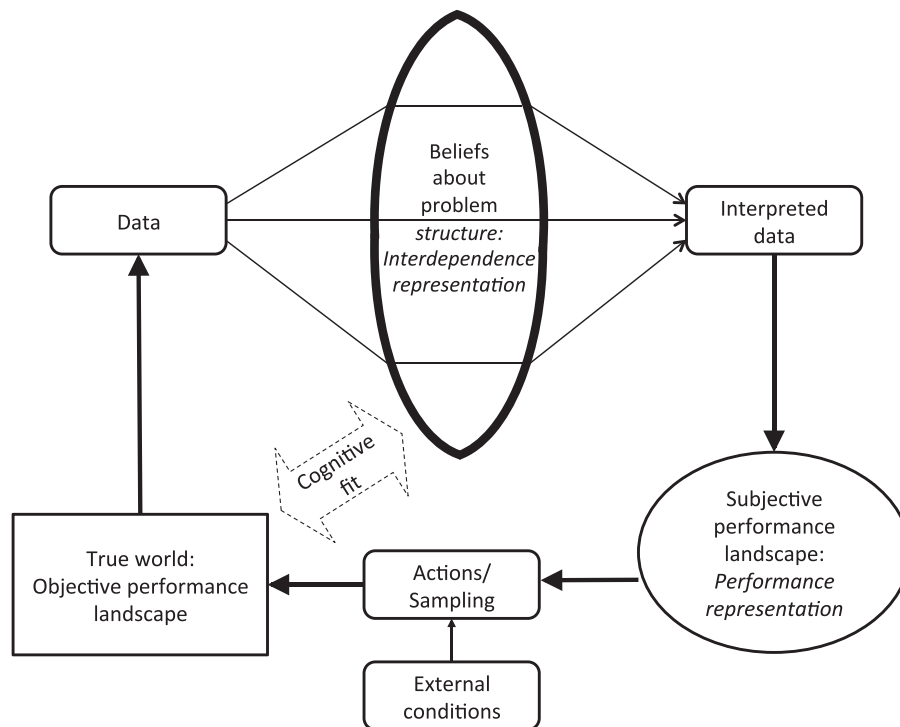 Beliefs
about
problem
structure:
Interdependence
representation
Data
Interpreted
data
Cognitive
fit
Subjective
performance
landscape:
Performance
representation
True world:
Objective performance
landscape
Actions/
Sampling
External
conditions